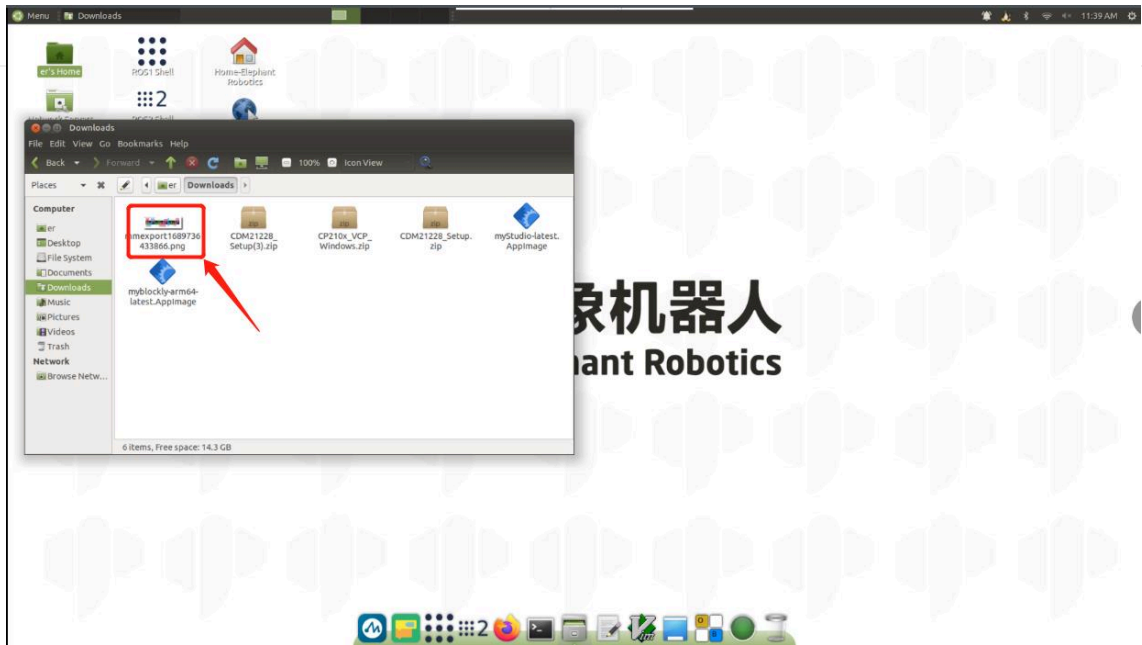 Menu Downloads 11:39 AM
er's Home ROS1 Shell Home-Elephant
Robotics
2
Downloads
File Edit View Go Bookmarks Help
Back Forward 100% Icon View
Places er Downloads
Computer
er
Desktop
File System
Documents
Downloads
Music
Pictures
Videos
Trash
Network
Browse Netw...
mmexport1689736
433866.png
CDM21228_
Setup(3).zip
CP210x_VCP_
Windows.zip
CDM21228_Setup.
zip
myStudio-latest.
AppImage
myblockly-arm64-
latest.AppImage
6 items, Free space: 14.3 GB
象机器人
hant Robotics
2